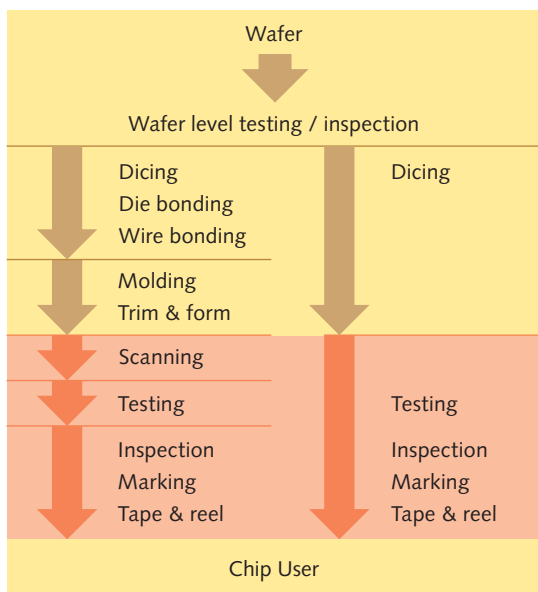 Wafer
Wafer level testing / inspection
Dicing
Die bonding
Wire bonding
Molding
Trim & form
Scanning
Testing
Inspection
Marking
Tape & reel
Dicing
Testing
Inspection
Marking
Tape & reel
Chip User